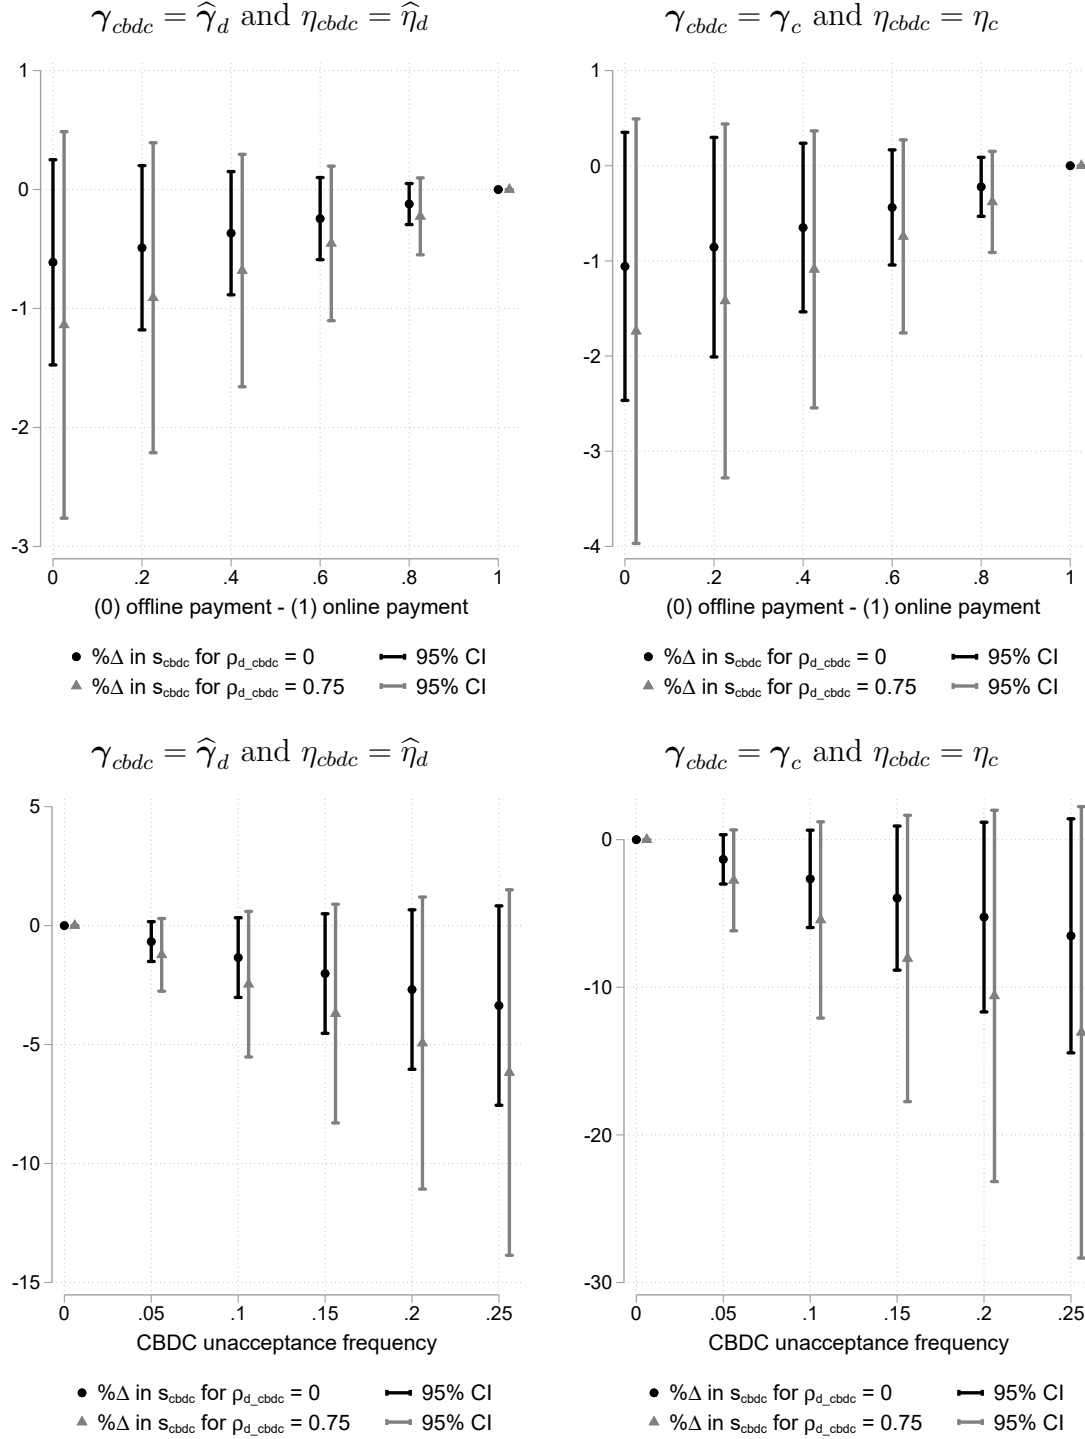 γ_cbdc = γ̂_d and η_cbdc = η̂_d
1
0
-1
-2
-3
0 .2 .4 .6 .8 1
(0) offline payment - (1) online payment
%Δ in s_cbdc for ρ_d_cbdc = 0 95% CI
%Δ in s_cbdc for ρ_d_cbdc = 0.75 95% CI
γ_cbdc = γ_c and η_cbdc = η_c
1
0
-1
-2
-3
-4
0 .2 .4 .6 .8 1
(0) offline payment - (1) online payment
%Δ in s_cbdc for ρ_d_cbdc = 0 95% CI
%Δ in s_cbdc for ρ_d_cbdc = 0.75 95% CI
γ_cbdc = γ̂_d and η_cbdc = η̂_d
5
0
-5
-10
-15
0 .05 .1 .15 .2 .25
CBDC unacceptance frequency
%Δ in s_cbdc for ρ_d_cbdc = 0 95% CI
%Δ in s_cbdc for ρ_d_cbdc = 0.75 95% CI
γ_cbdc = γ_c and η_cbdc = η_c
0
-10
-20
-30
0 .05 .1 .15 .2 .25
CBDC unacceptance frequency
%Δ in s_cbdc for ρ_d_cbdc = 0 95% CI
%Δ in s_cbdc for ρ_d_cbdc = 0.75 95% CI